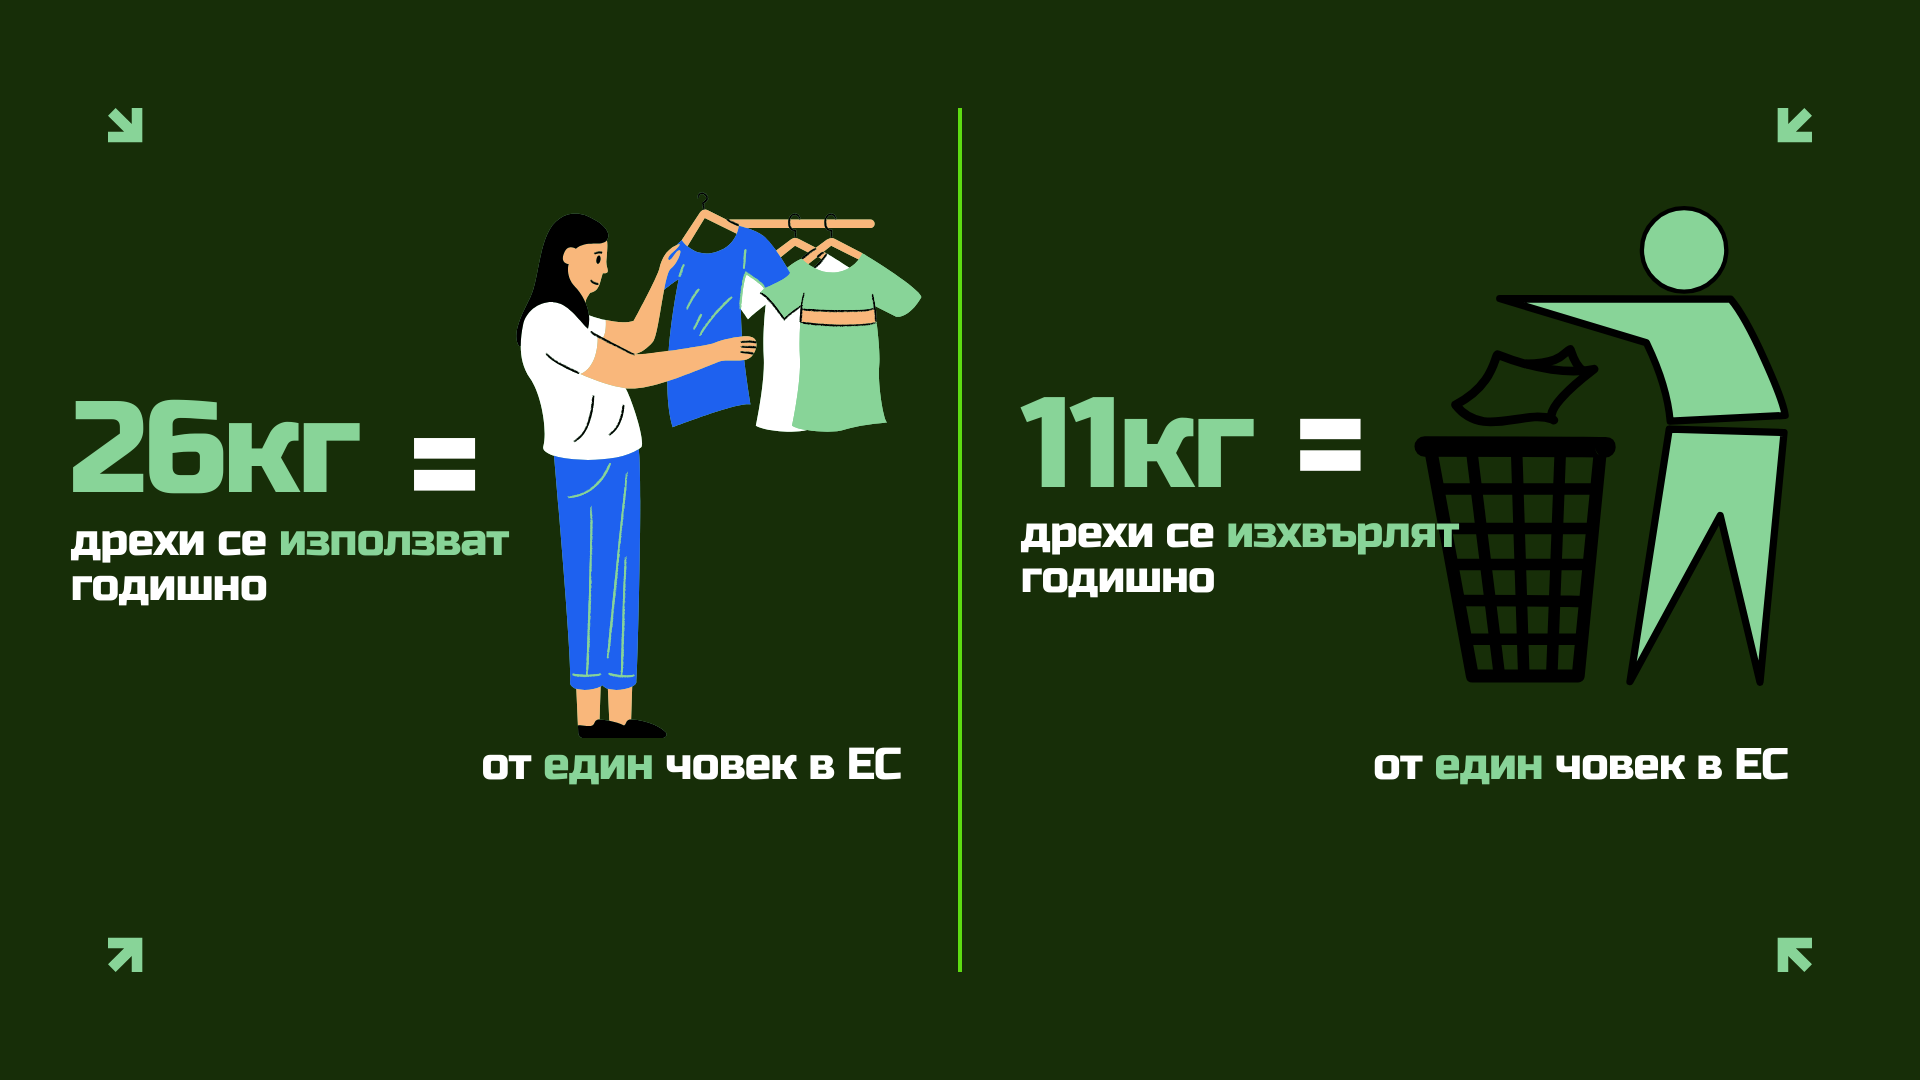 26кг =
дрехи се използват
годишно
от един човек в ЕС
11кг =
дрехи се изхвърлят
годишно
от един човек в ЕС